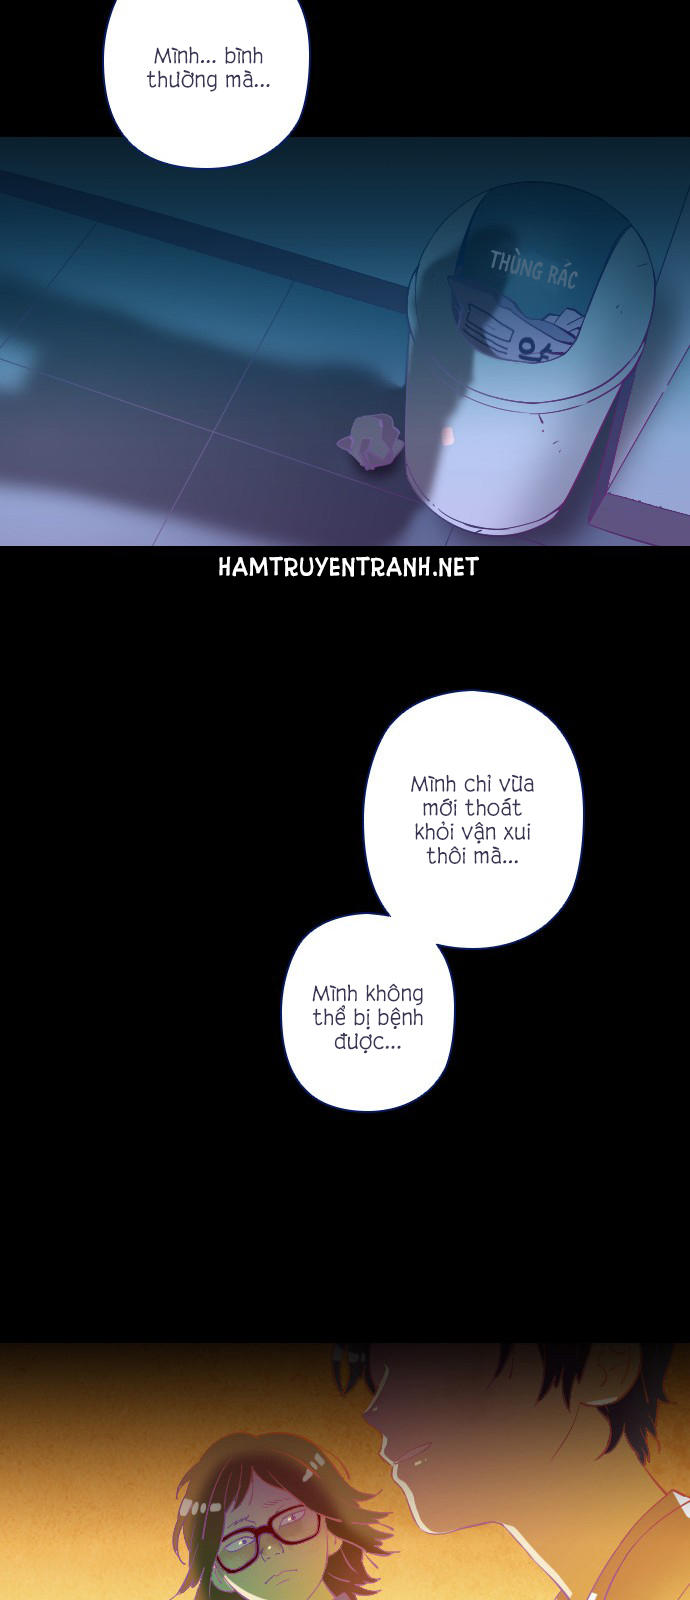 Mình... bình
thường mà...
THÙNG RÁC
HAMTRUYENTRANH.NET
Mình chỉ vừa
mới thoát
khỏi vận xui
thôi mà...
Mình không
thể bị bệnh
được...